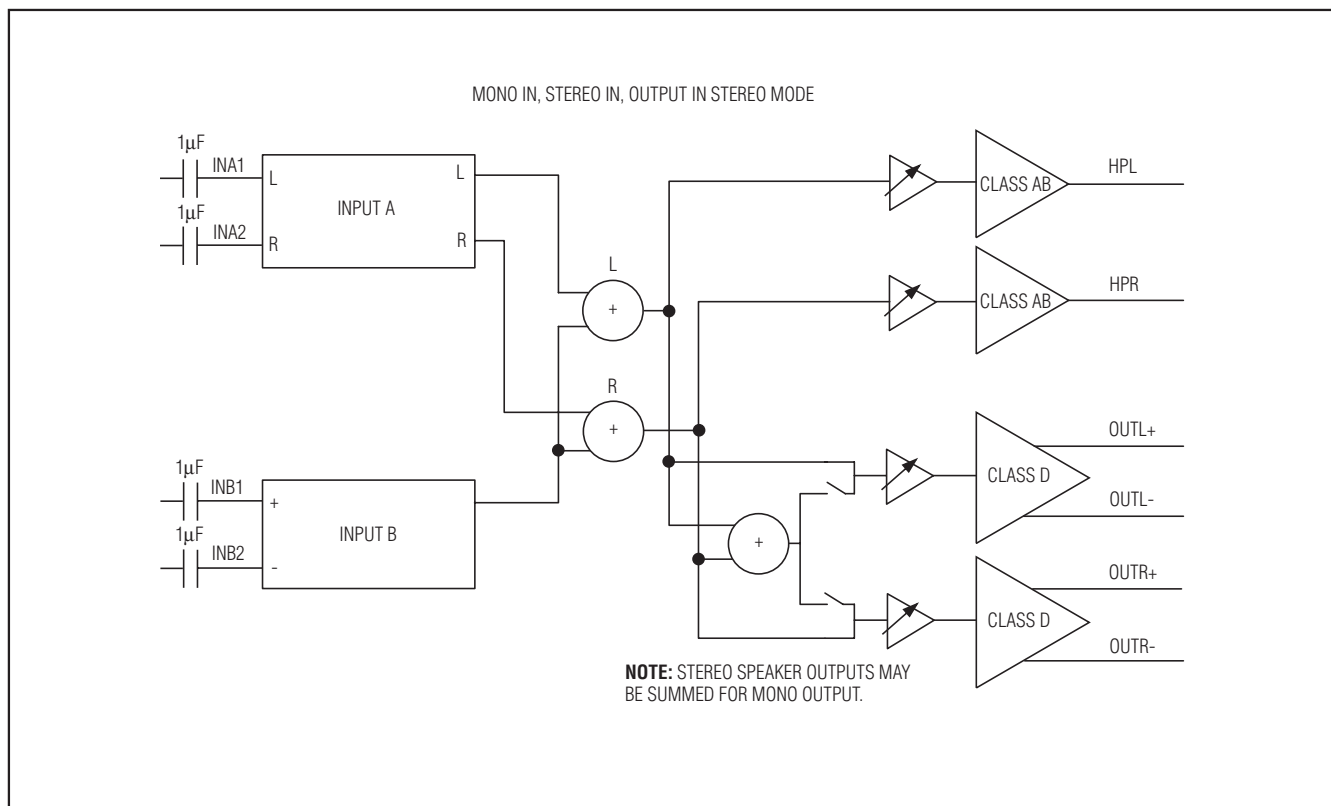 MONO IN, STEREO IN, OUTPUT IN STEREO MODE
1μF
INA1
L
L
INPUT A
1μF
INA2
R
R
CLASS AB
HPL
L
+
CLASS AB
HPR
R
+
1μF
INB1
+
INPUT B
1μF
INB2
-
+
CLASS D
OUTL+
OUTL-
CLASS D
OUTR+
OUTR-
NOTE: STEREO SPEAKER OUTPUTS MAY
BE SUMMED FOR MONO OUTPUT.